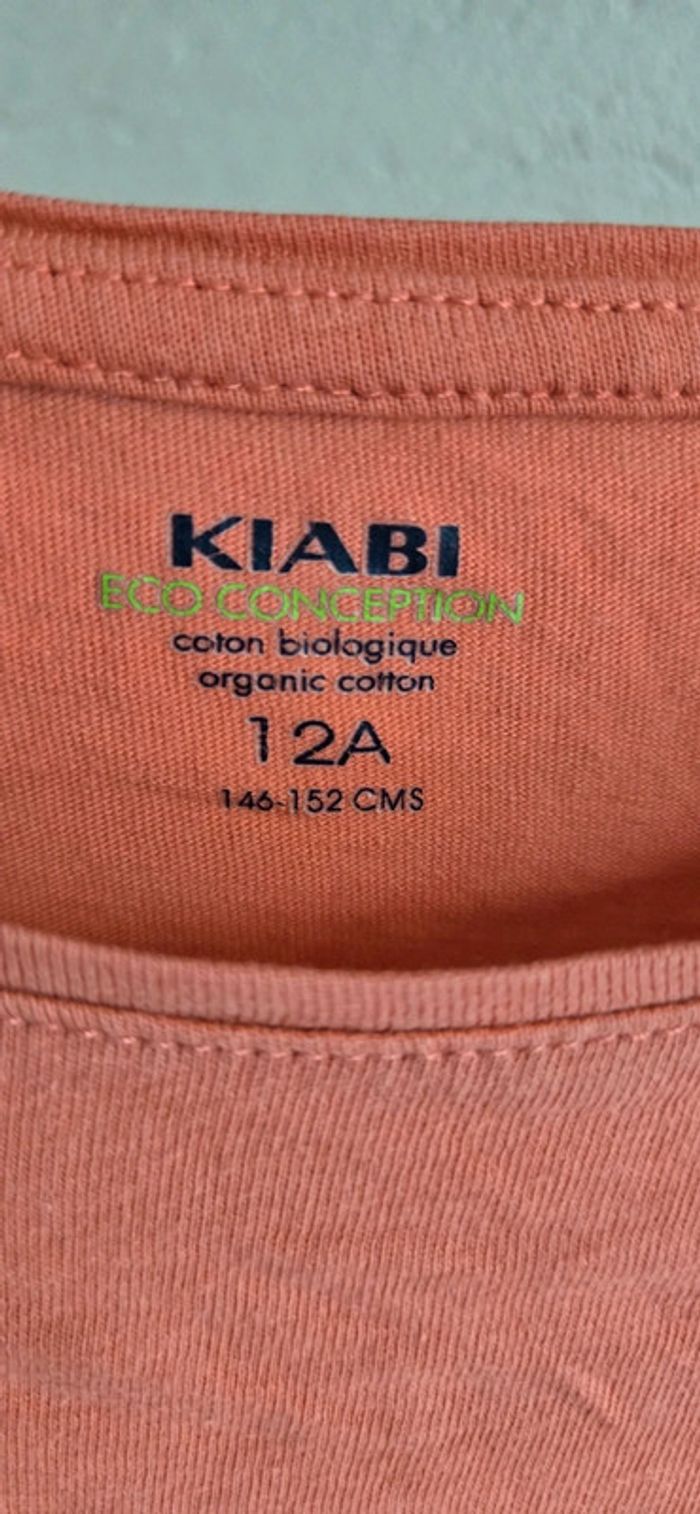 KIABI
ECO CONCEPTION
coton biologique
organic cotton
12A
146-152 CMS